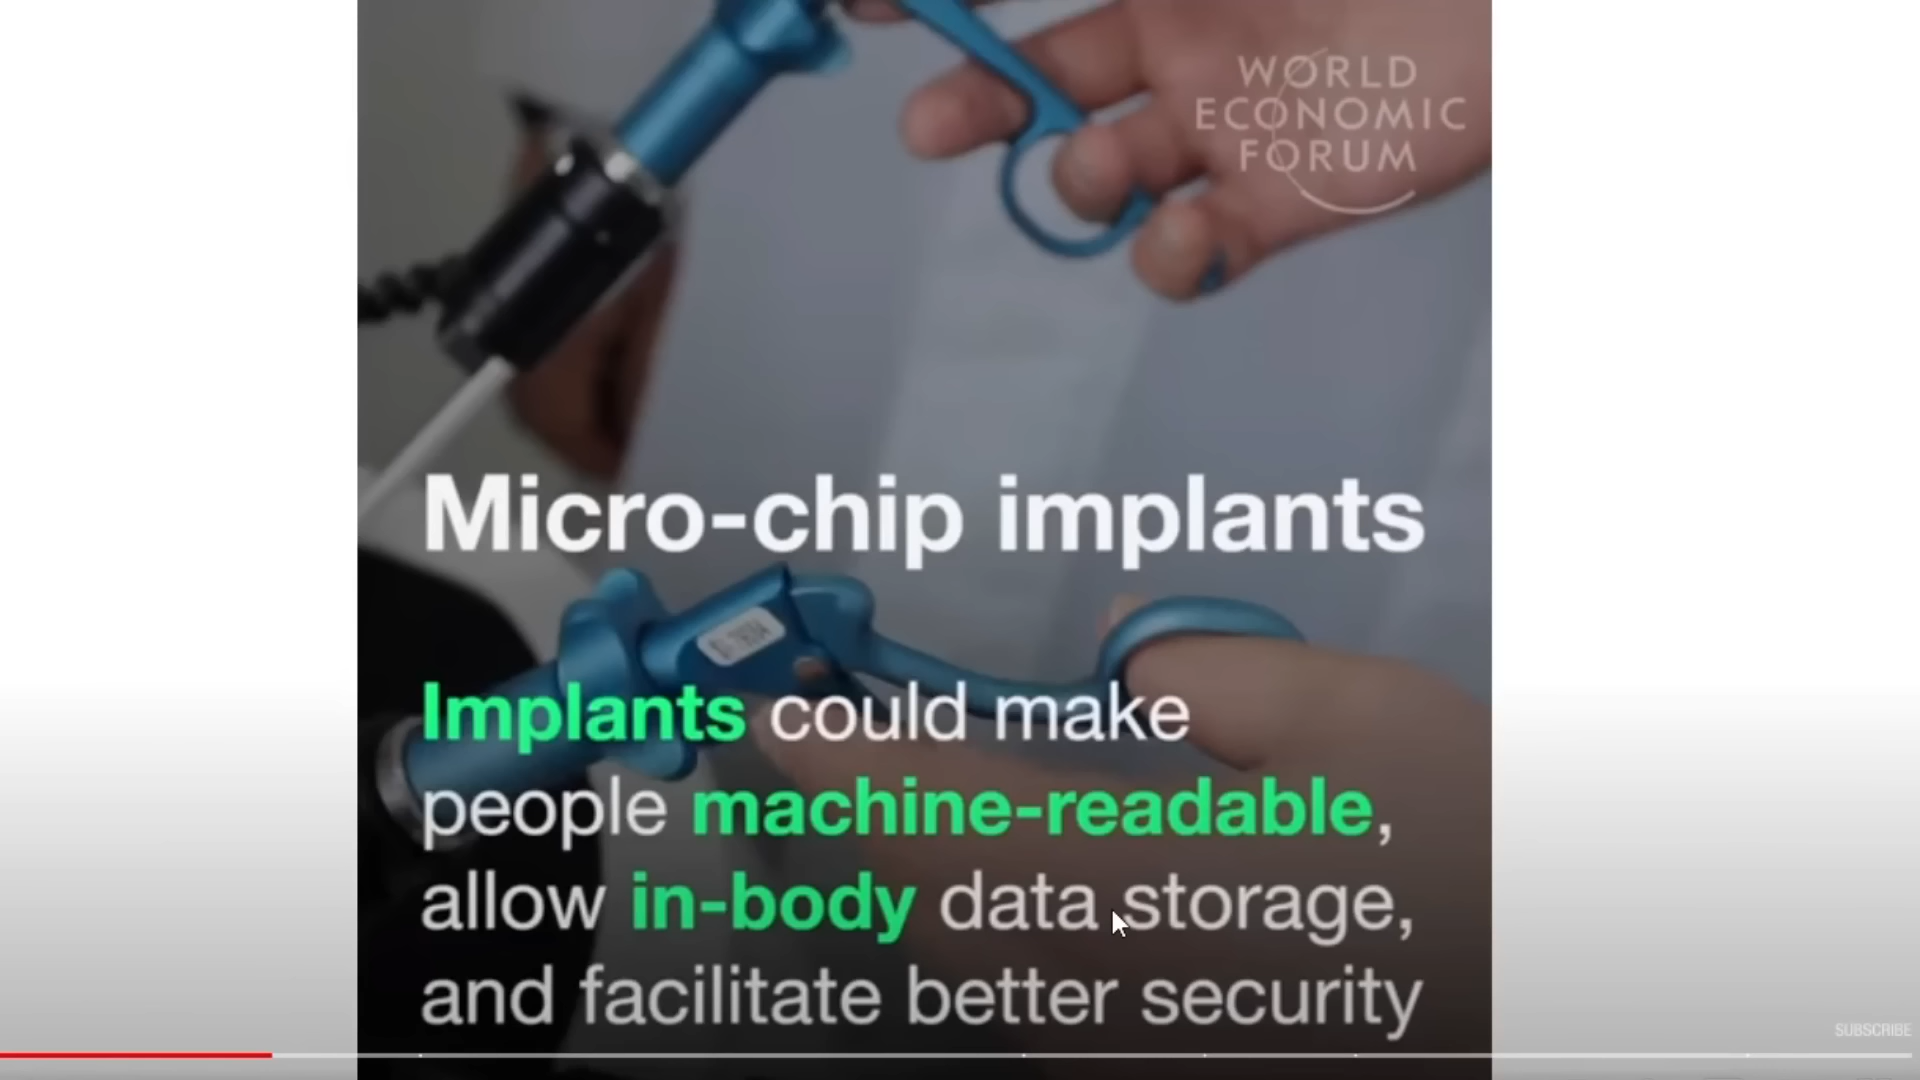 WORLD
ECONOMIC
FORUM
Micro-chip implants
Implants could make
people machine-readable,
allow in-body data storage,
and facilitate better security
SUBSCRIBE